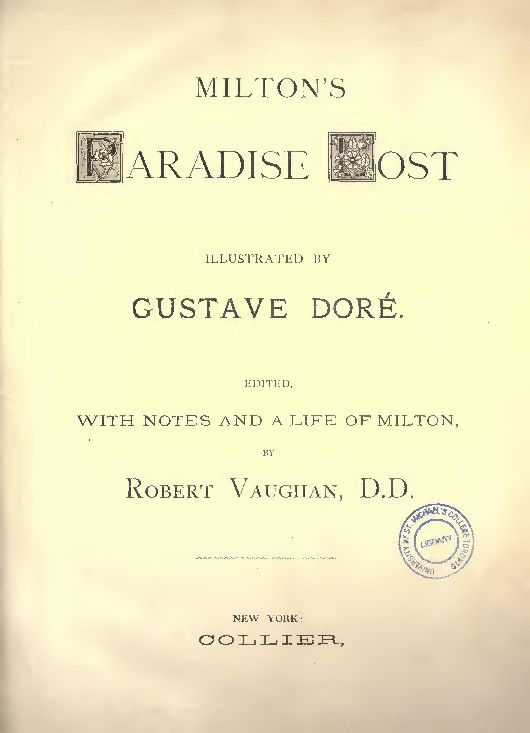 MILTON'S
PARADISE LOST
ILLUSTRATED BY
GUSTAVE DORÉ.
EDITED,
WITH NOTES AND A LIFE OF MILTON,
BY
ROBERT VAUGHAN, D.D.
UNIVERSITY OF ST. MICHAEL'S COLLEGE TORONTO
LIBRARY
NEW YORK:
COLLIER,